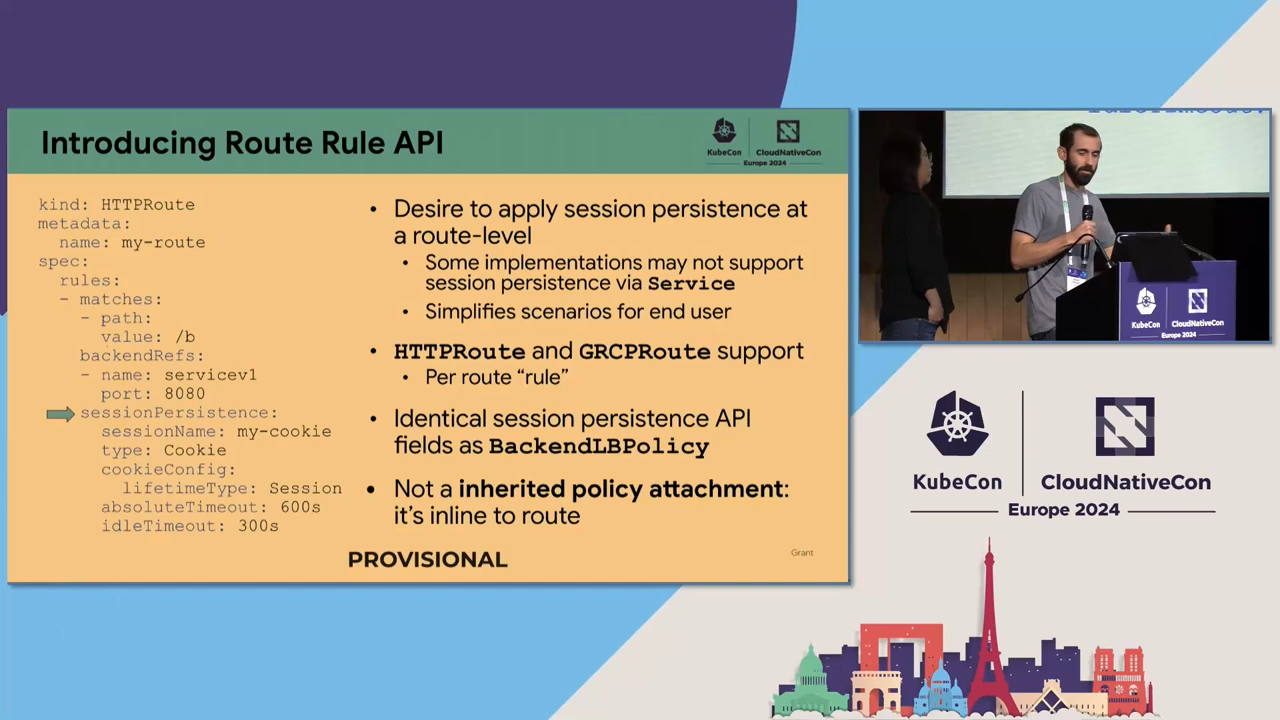 Introducing Route Rule API
KubeCon
CloudNativeCon
Europe 2024
kind: HTTPRoute
metadata:
name: my-route
spec:
rules:
- matches:
- path:
value: /b
backendRefs:
- name: servicev1
port: 8080
sessionPersistence:
sessionName: my-cookie
type: Cookie
cookieConfig:
lifetimeType: Session
absoluteTimeout: 600s
idleTimeout: 300s
• Desire to apply session persistence at
a route-level
• Some implementations may not support
session persistence via Service
• Simplifies scenarios for end user
• HTTPRoute and GRCPRoute support
• Per route “rule”
• Identical session persistence API
fields as BackendLBPolicy
• Not a inherited policy attachment:
it’s inline to route
PROVISIONAL
Grant
KubeCon
CloudNativeCon
Europe 2024
KubeCon
CloudNativeCon
Europe 2024